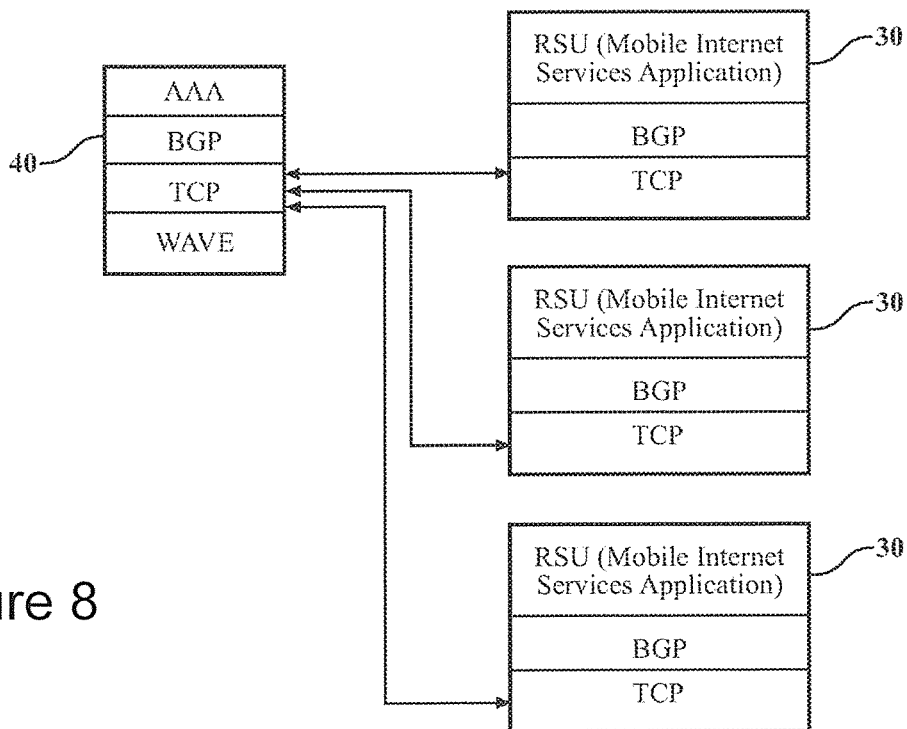 AAA
BGP
TCP
WAVE
40
RSU (Mobile Internet
Services Application)
BGP
TCP
30
RSU (Mobile Internet
Services Application)
BGP
TCP
30
RSU (Mobile Internet
Services Application)
BGP
TCP
30
ure 8